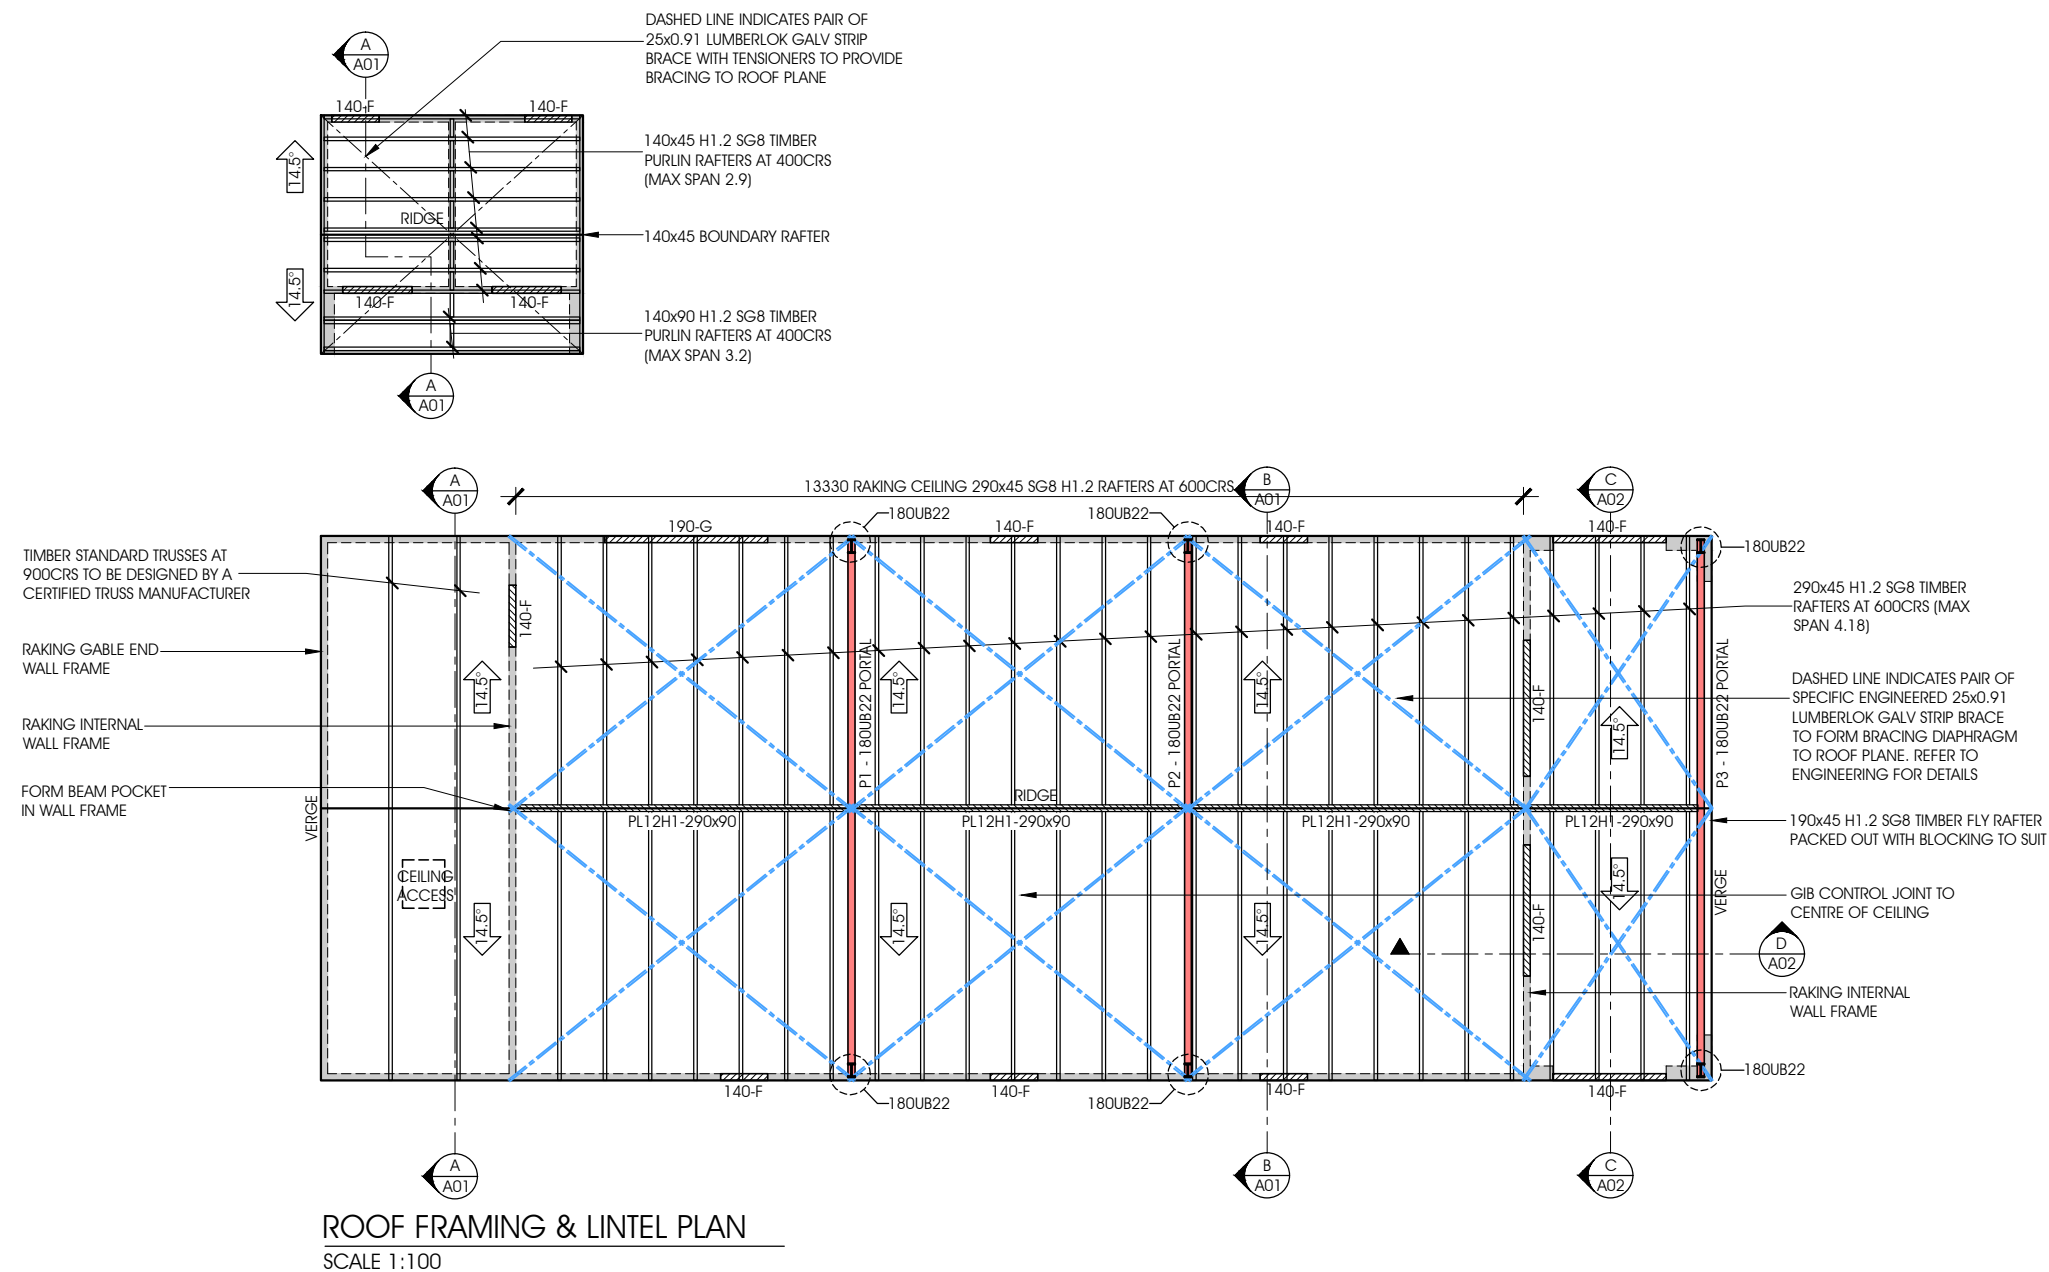 DASHED LINE INDICATES PAIR OF
25x0.91 LUMBERLOK GALV STRIP
BRACE WITH TENSIONERS TO PROVIDE
BRACING TO ROOF PLANE
A
A01
140-F
140-F
14.5°
140x45 H1.2 SG8 TIMBER
PURLIN RAFTERS AT 400CRS
(MAX SPAN 2.9)
RIDGE
140x45 BOUNDARY RAFTER
14.5°
140-F
140-F
140x90 H1.2 SG8 TIMBER
PURLIN RAFTERS AT 400CRS
(MAX SPAN 3.2)
A
A01
A
A01
13330 RAKING CEILING 290x45 SG8 H1.2 RAFTERS AT 600CRS
B
A01
C
A02
180UB22
180UB22
190-G
140-F
140-F
140-F
180UB22
TIMBER STANDARD TRUSSES AT
900CRS TO BE DESIGNED BY A
CERTIFIED TRUSS MANUFACTURER
140-F
290x45 H1.2 SG8 TIMBER
RAFTERS AT 600CRS (MAX
SPAN 4.18)
RAKING GABLE END
WALL FRAME
14.5°
P1 - 180UB22 PORTAL
14.5°
P2 - 180UB22 PORTAL
14.5°
140-F
14.5°
P3 - 180UB22 PORTAL
DASHED LINE INDICATES PAIR OF
SPECIFIC ENGINEERED 25x0.91
LUMBERLOK GALV STRIP BRACE
TO FORM BRACING DIAPHRAGM
TO ROOF PLANE. REFER TO
ENGINEERING FOR DETAILS
RAKING INTERNAL
WALL FRAME
FORM BEAM POCKET
IN WALL FRAME
VERGE
RIDGE
PL12H1-290x90
PL12H1-290x90
PL12H1-290x90
PL12H1-290x90
190x45 H1.2 SG8 TIMBER FLY RAFTER
PACKED OUT WITH BLOCKING TO SUIT
CEILING
ACCESS
14.5°
14.5°
14.5°
140-F
14.5°
VERGE
GIB CONTROL JOINT TO
CENTRE OF CEILING
D
A02
RAKING INTERNAL
WALL FRAME
180UB22
140-F
180UB22
140-F
180UB22
140-F
140-F
A
A01
B
A01
C
A02
ROOF FRAMING & LINTEL PLAN
SCALE 1:100